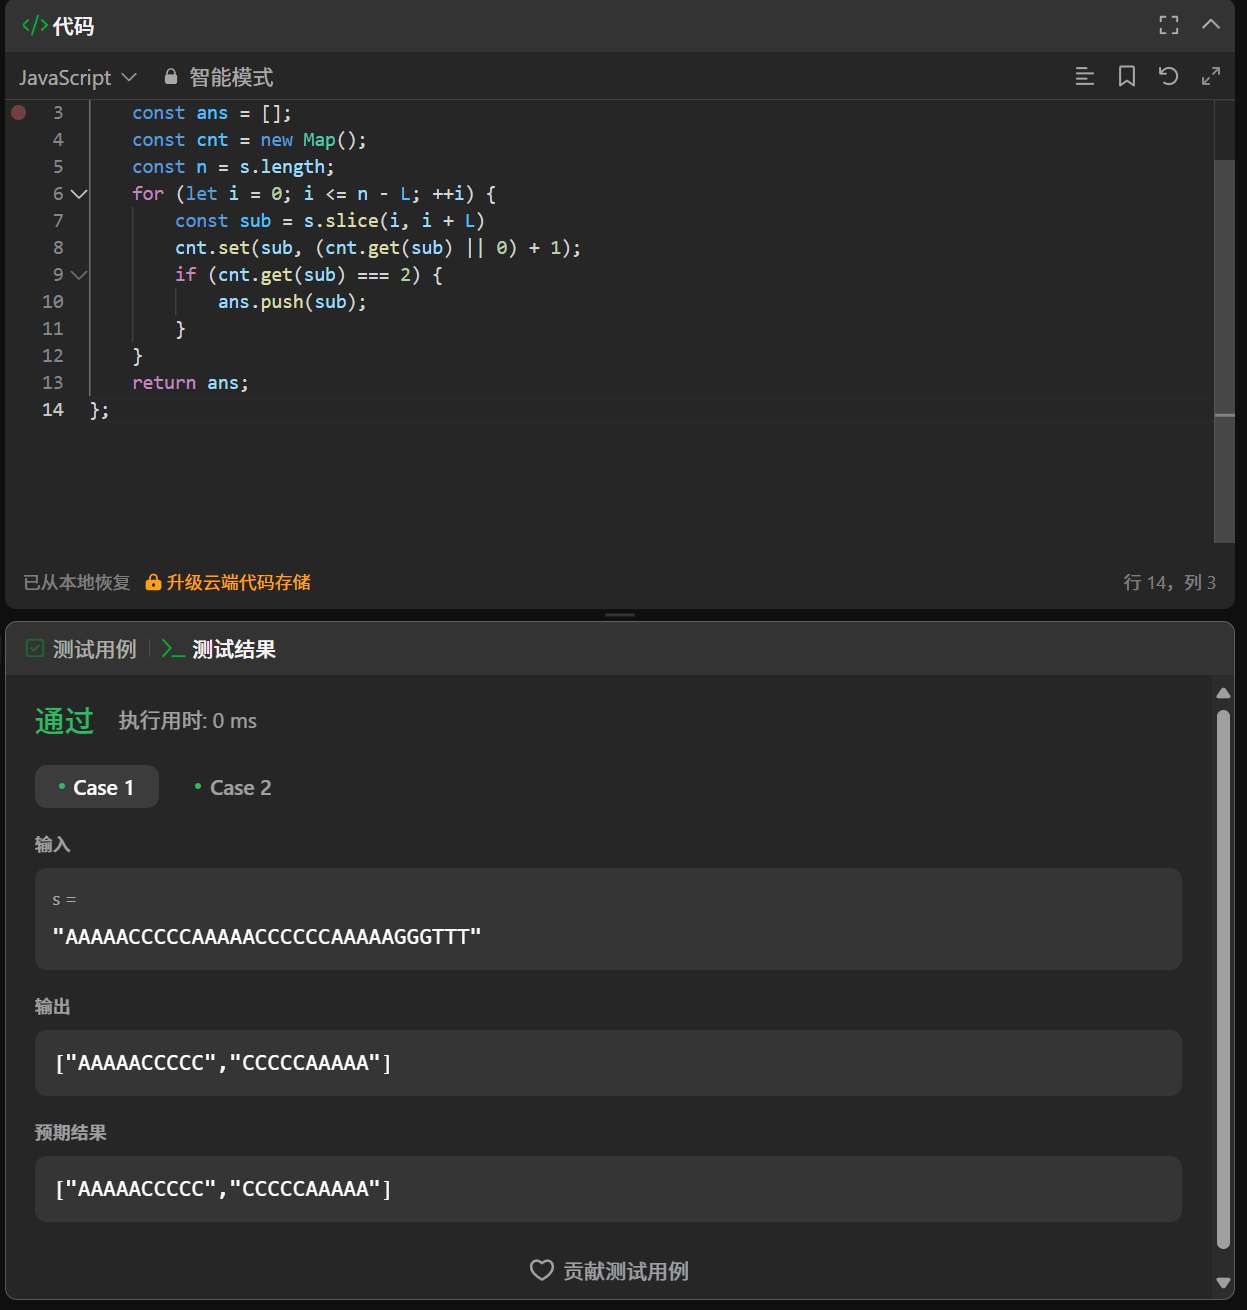 </> 代码
JavaScript 智能模式
3 const ans = [];
4 const cnt = new Map();
5 const n = s.length;
6 for (let i = 0; i <= n - L; ++i) {
7 const sub = s.slice(i, i + L)
8 cnt.set(sub, (cnt.get(sub) || 0) + 1);
9 if (cnt.get(sub) === 2) {
10 ans.push(sub);
11 }
12 }
13 return ans;
14 };
已从本地恢复 升级云端代码存储 行 14，列 3
测试用例 >_ 测试结果
通过 执行用时: 0 ms
• Case 1 • Case 2
输入
s =
"AAAAACCCCCAAAAACCCCCCAAAAAGGGTTT"
输出
["AAAAACCCCC","CCCCCAAAAA"]
预期结果
["AAAAACCCCC","CCCCCAAAAA"]
贡献测试用例